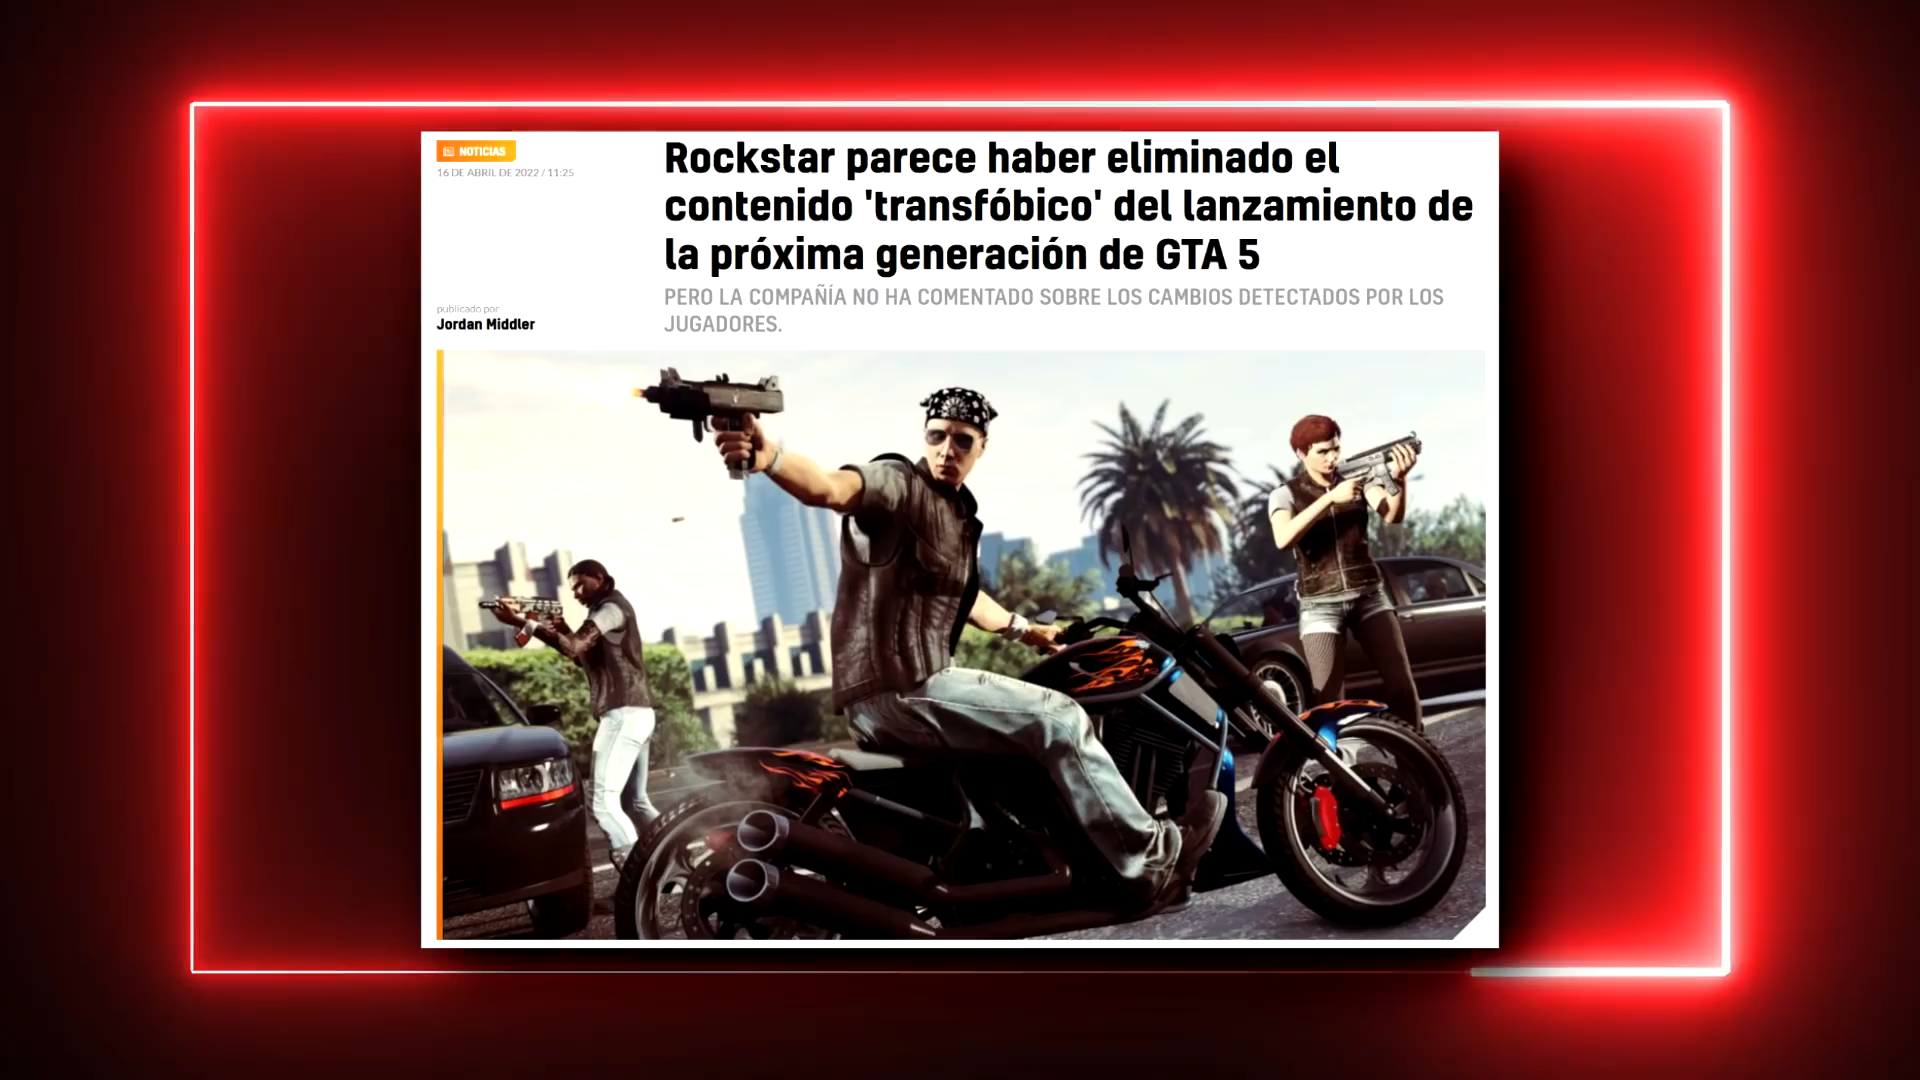 NOTICIAS
16 DE ABRIL DE 2022 / 11:25
Rockstar parece haber eliminado el
contenido 'transfóbico' del lanzamiento de
la próxima generación de GTA 5
PERO LA COMPAÑÍA NO HA COMENTADO SOBRE LOS CAMBIOS DETECTADOS POR LOS
JUGADORES.
publicado por
Jordan Middler